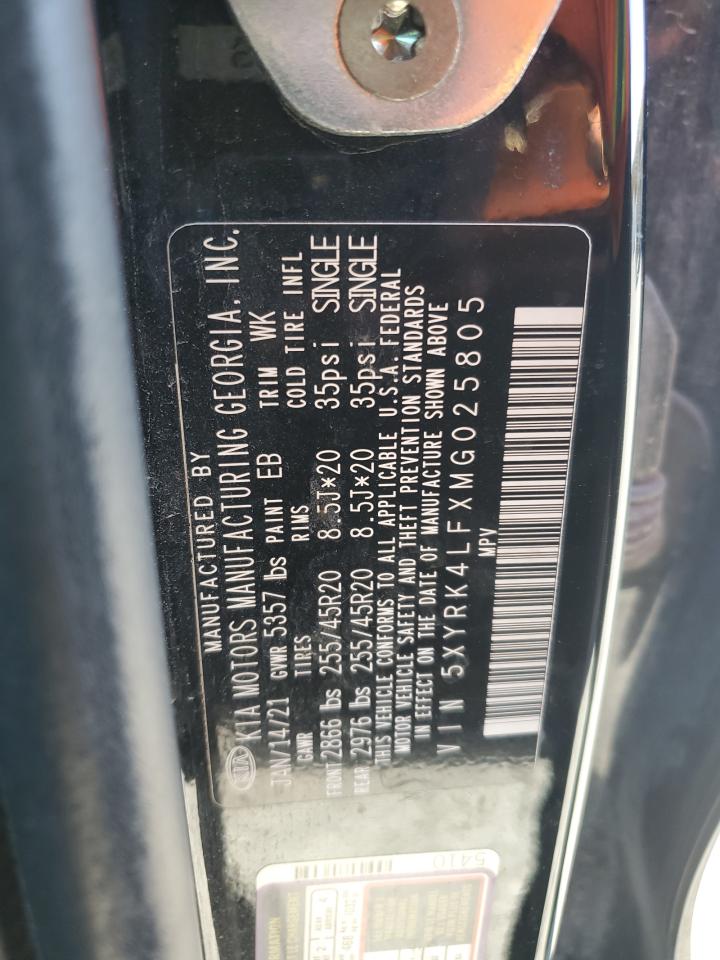 MANUFACTURED BY
KIA KIA MOTORS MANUFACTURING GEORGIA, INC.
JAN/14/21 GVWR 5357 lbs PAINT EB TRIM WK
GAWR TIRES RIMS COLD TIRE INFL
FRONT 2866 lbs 255/45R20 8.5J*20 35psi SINGLE
REAR 2976 lbs 255/45R20 8.5J*20 35psi SINGLE
THIS VEHICLE CONFORMS TO ALL APPLICABLE U.S.A. FEDERAL
MOTOR VEHICLE SAFETY AND THEFT PREVENTION STANDARDS
IN EFFECT ON THE DATE OF MANUFACTURE SHOWN ABOVE
VIN 5XYRK4LFXMG025805
MPV
5410